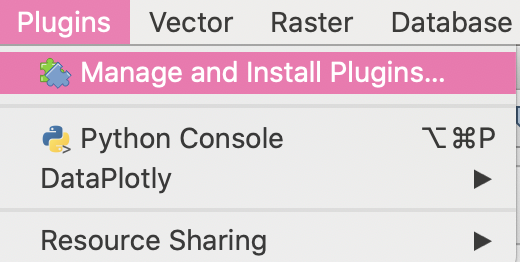 Plugins Vector Raster Database
Manage and Install Plugins...
Python Console ⌥⌘P
DataPlotly ▶
Resource Sharing ▶